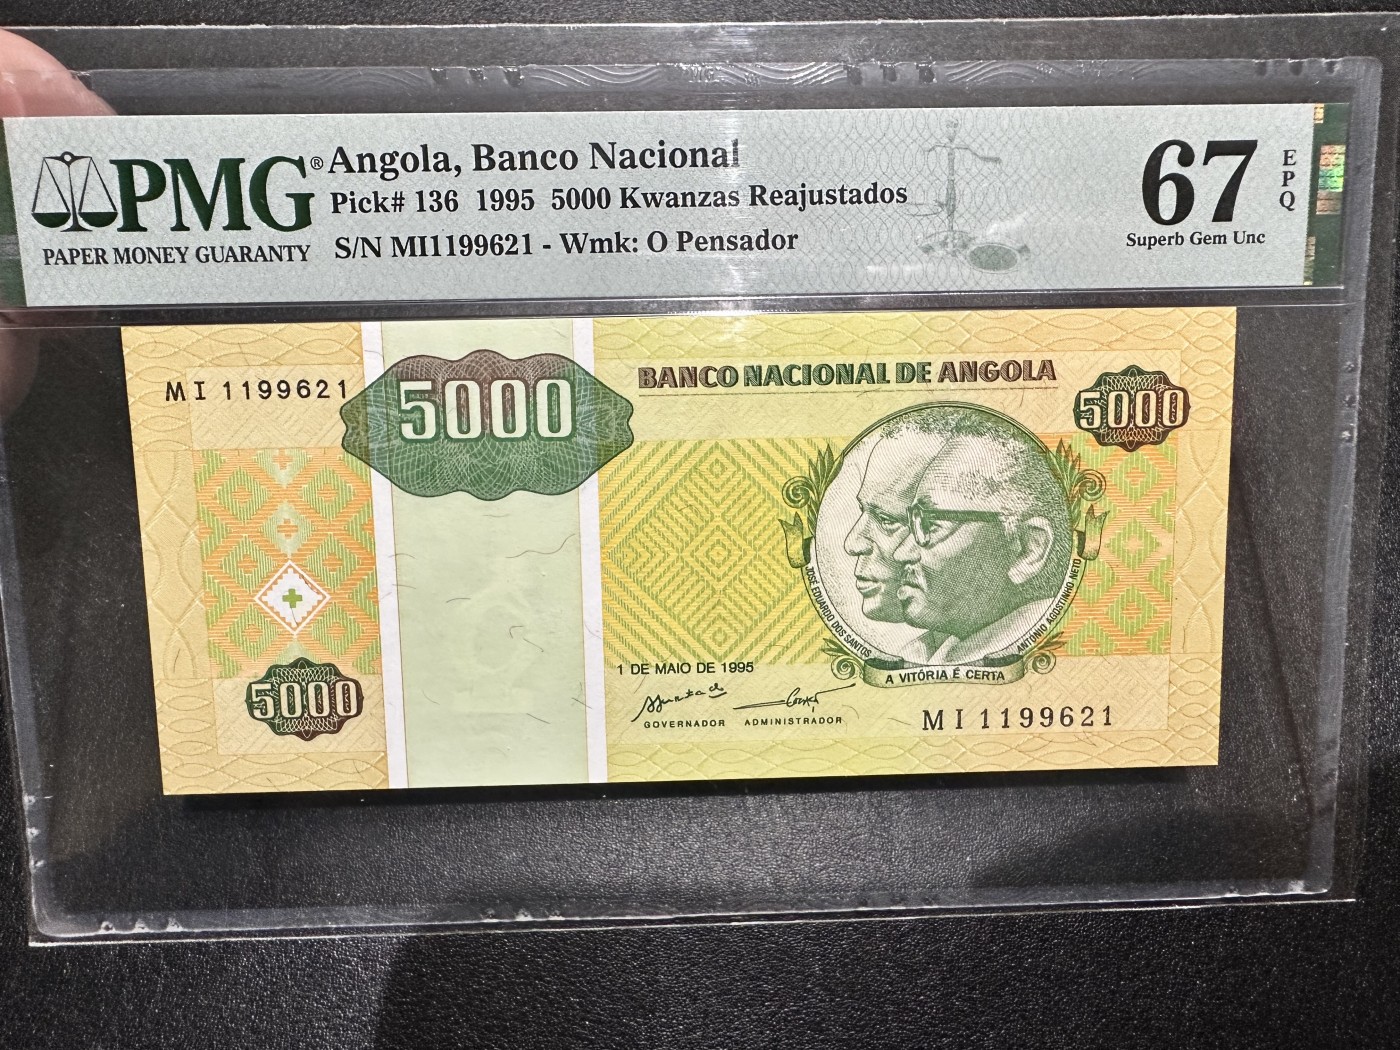 PMG®
PAPER MONEY GUARANTY
Angola, Banco Nacional
Pick# 136 1995 5000 Kwanzas Reajustados
S/N MI1199621 - Wmk: O Pensador
67
EPQ
Superb Gem Unc
MI 1199621
5000
BANCO NACIONAL DE ANGOLA
5000
JOSÉ EDUARDO DOS SANTOS
ANTÓNIO AGOSTINHO NETO
A VITÓRIA É CERTA
5000
1 DE MAIO DE 1995
GOVERNADOR ADMINISTRADOR
MI 1199621